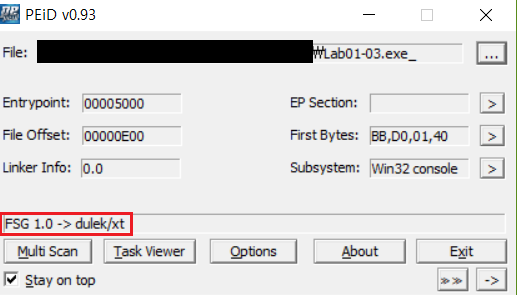 PEiD v0.93
File: ₩Lab01-03.exe_ ...
Entrypoint: 00005000 EP Section: >
File Offset: 00000E00 First Bytes: BB,D0,01,40 >
Linker Info: 0.0 Subsystem: Win32 console >
FSG 1.0 -> dulek/xt
Multi Scan Task Viewer Options About Exit
Stay on top >> ->